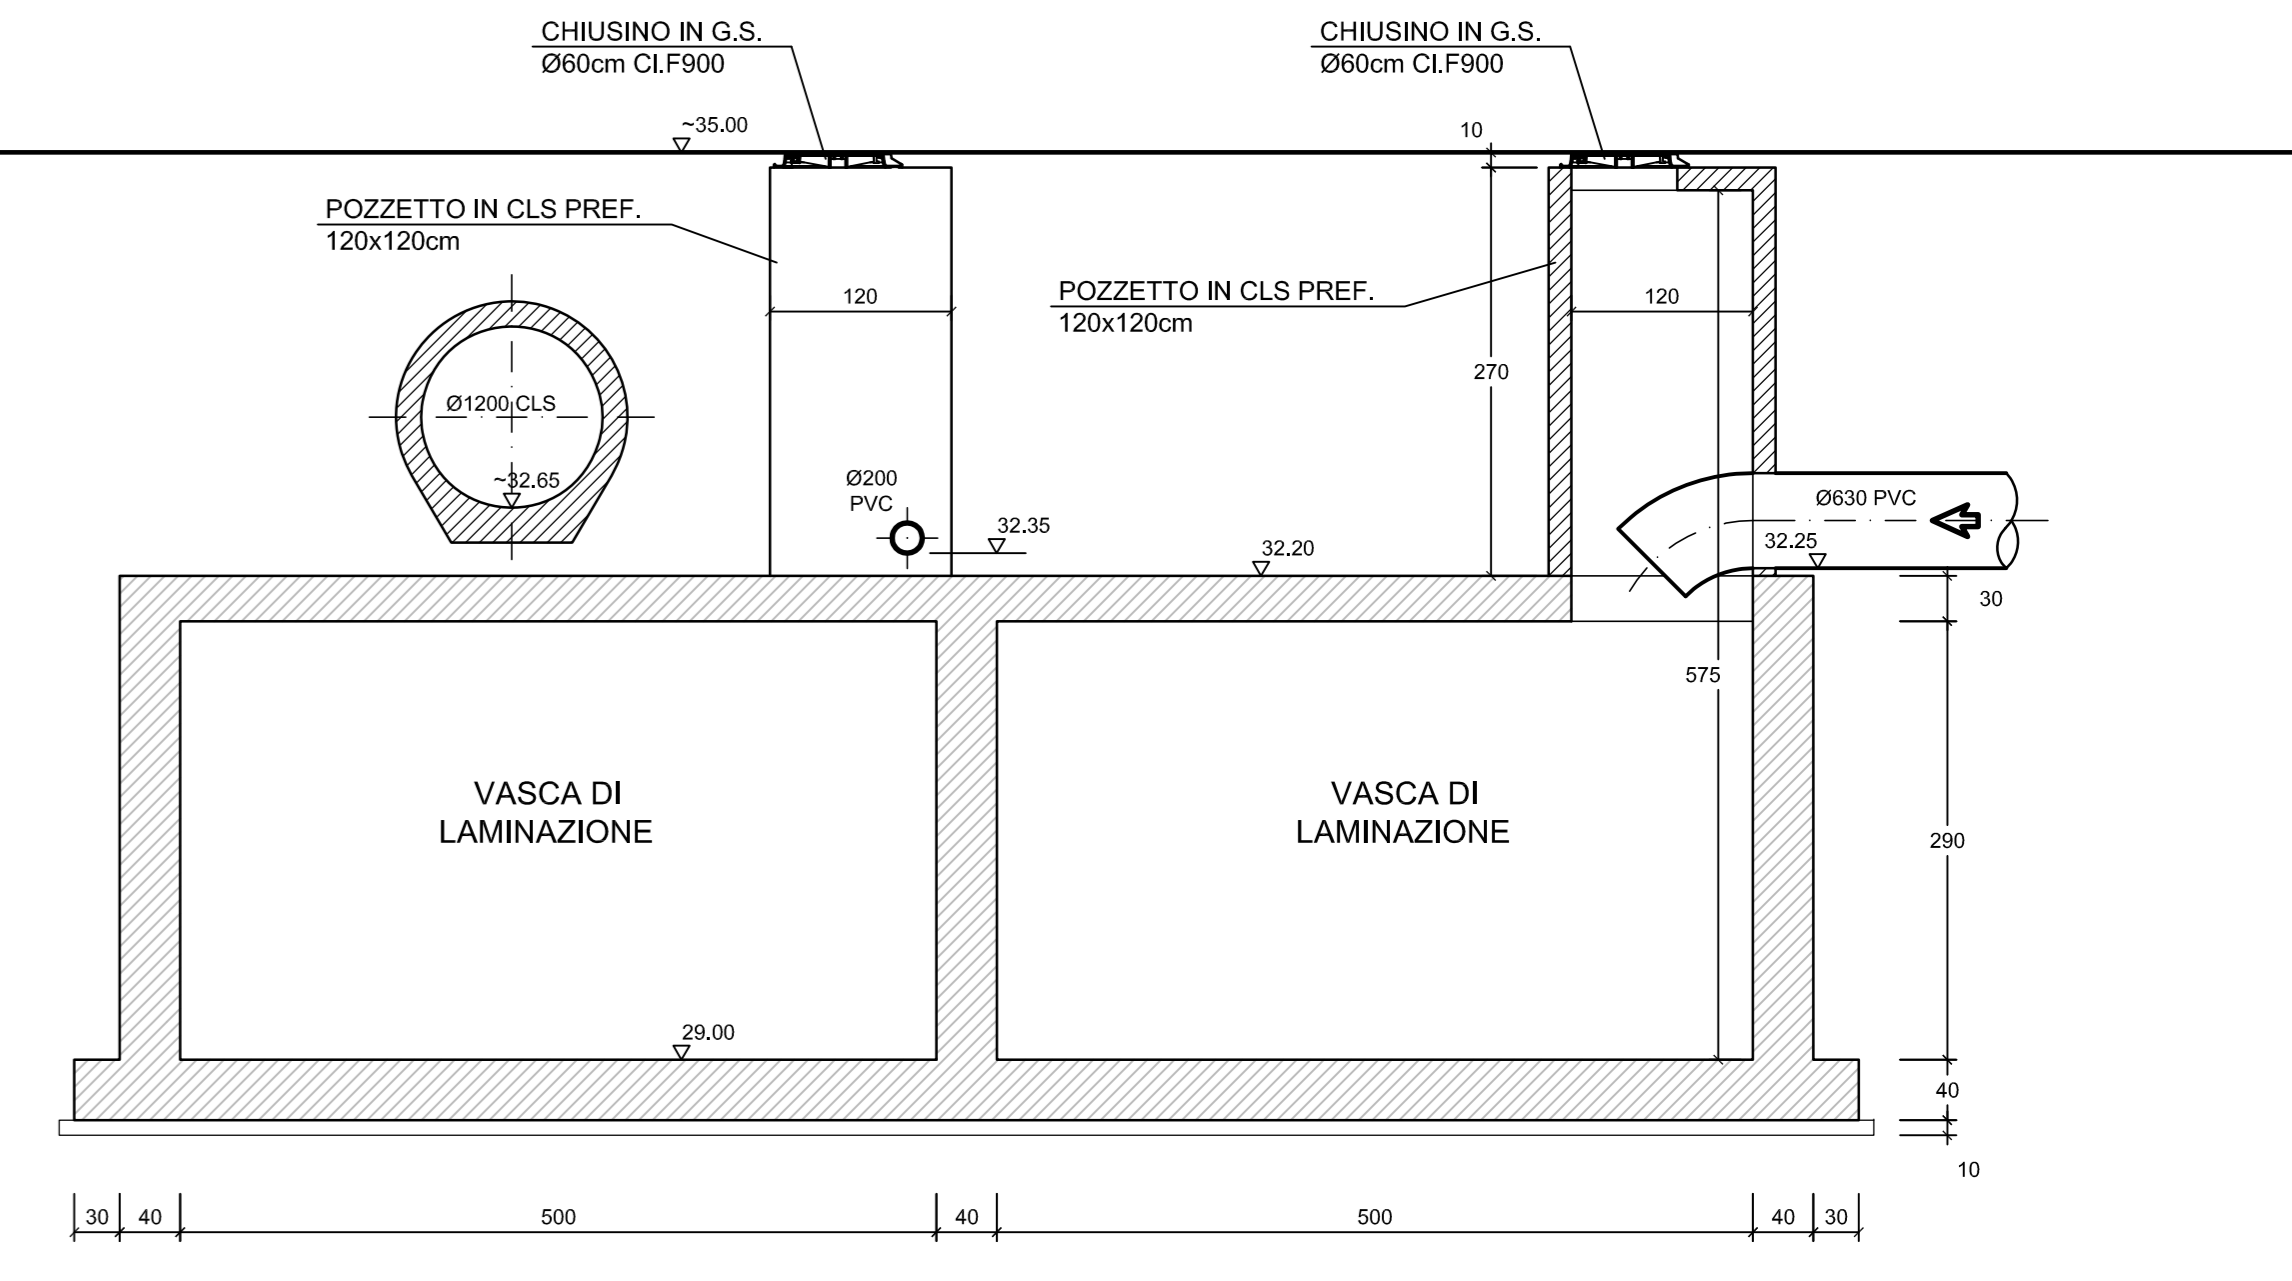 CHIUSINO IN G.S.
Ø60cm Cl.F900
CHIUSINO IN G.S.
Ø60cm Cl.F900
~35.00
10
POZZETTO IN CLS PREF.
120x120cm
POZZETTO IN CLS PREF.
120x120cm
120
120
270
Ø1200 CLS
~32.65
Ø200
PVC
32.35
32.20
Ø630 PVC
32.25
30
575
VASCA DI
LAMINAZIONE
VASCA DI
LAMINAZIONE
290
29.00
40
10
30 40 500 40 500 40 30